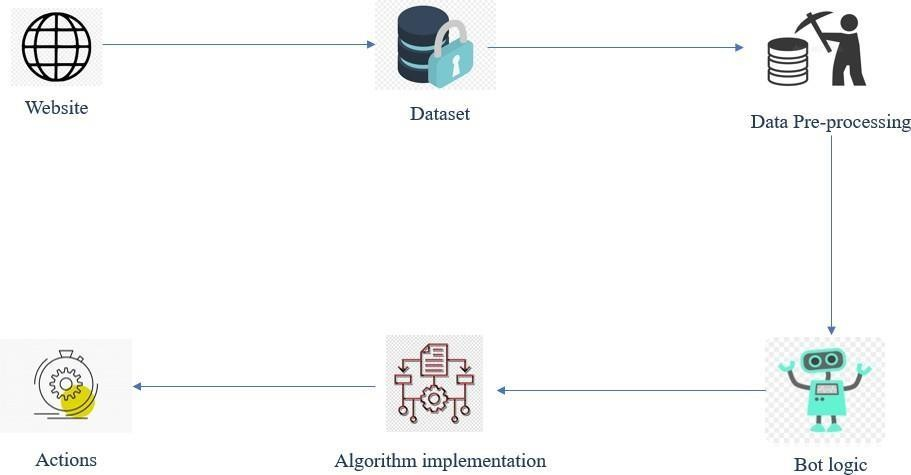 Website
Dataset
Data Pre-processing
Actions
Algorithm implementation
Bot logic